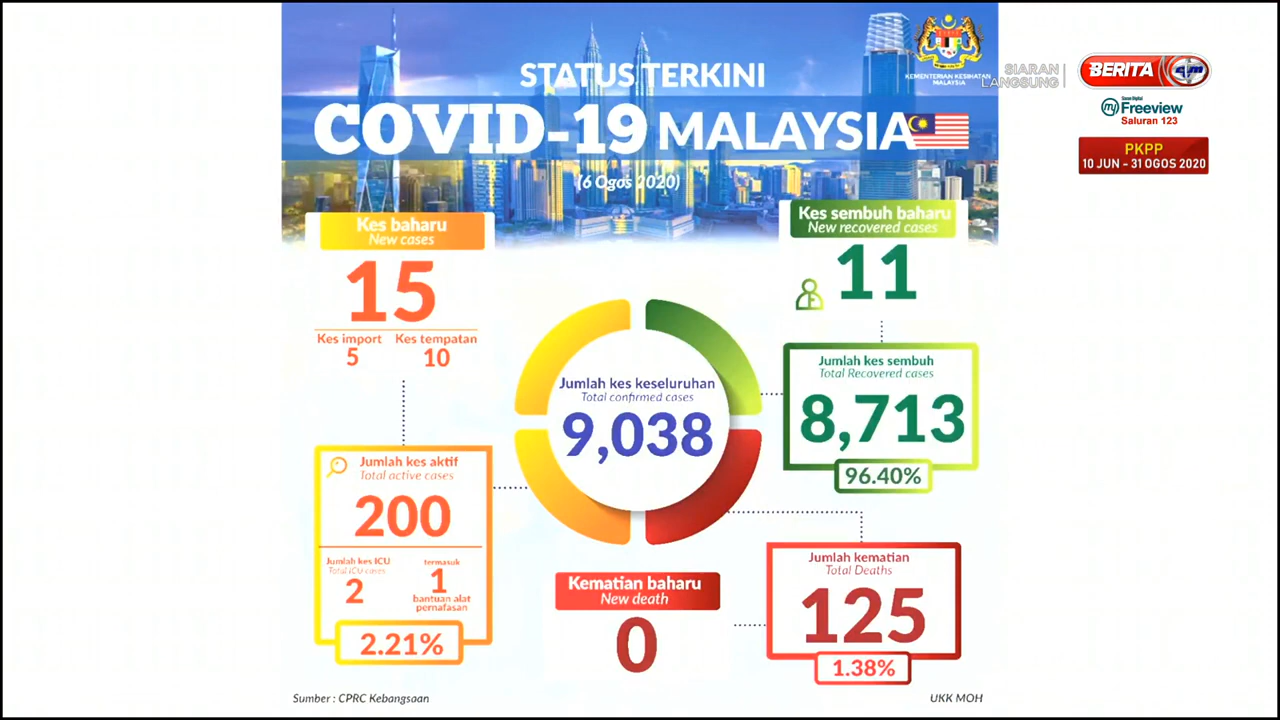 STATUS TERKINI
COVID-19 MALAYSIA
(6 Ogos 2020)
KEMENTERIAN KESIHATAN
MALAYSIA
SIARAN
LANGSUNG
BERITA RTM
Siaran Digital
my Freeview
Saluran 123
PKPP
10 JUN - 31 OGOS 2020
Kes baharu
New cases
15
Kes import
5
Kes tempatan
10
Kes sembuh baharu
New recovered cases
11
Jumlah kes keseluruhan
Total confirmed cases
9,038
Jumlah kes sembuh
Total Recovered cases
8,713
96.40%
Jumlah kes aktif
Total active cases
200
Jumlah kes ICU
Total ICU cases
2
termasuk
1
bantuan alat
pernafasan
2.21%
Kematian baharu
New death
0
Jumlah kematian
Total Deaths
125
1.38%
Sumber : CPRC Kebangsaan
UKK MOH